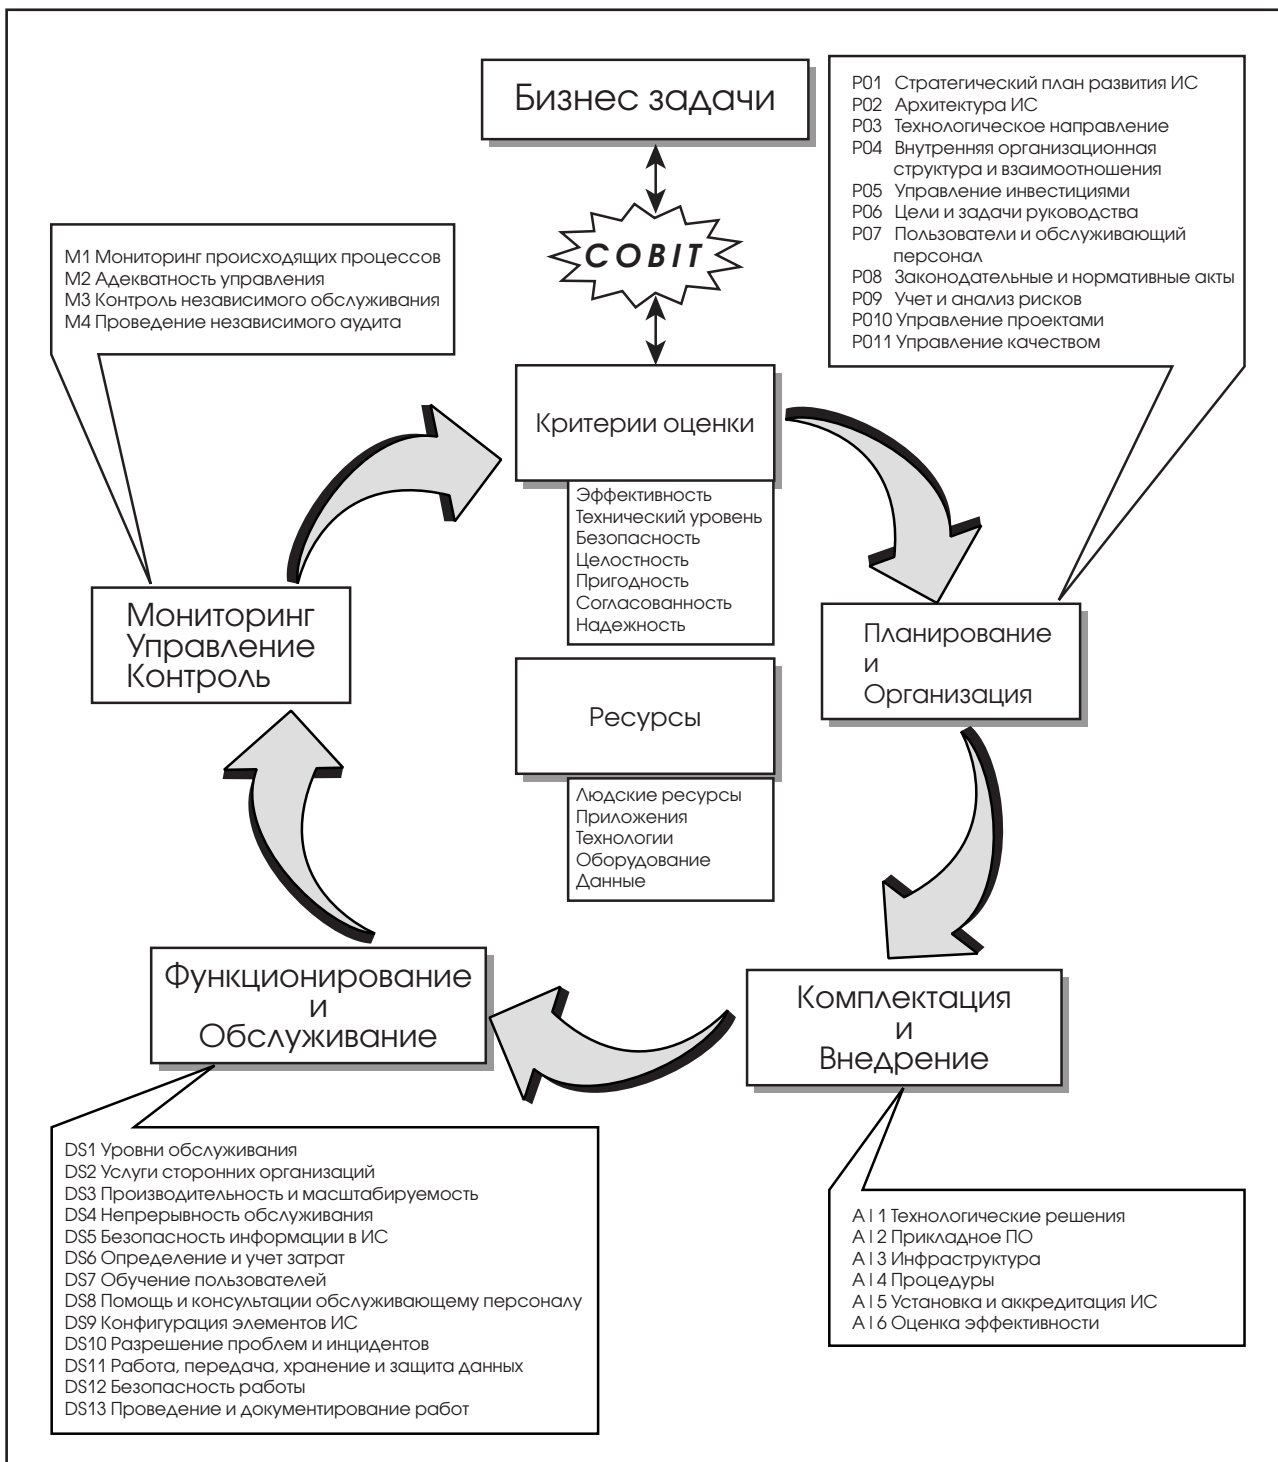 Бизнес задачи
COBIT
P01 Стратегический план развития ИС
P02 Архитектура ИС
P03 Технологическое направление
P04 Внутренняя организационная
структура и взаимоотношения
P05 Управление инвестициями
P06 Цели и задачи руководства
P07 Пользователи и обслуживающий
персонал
P08 Законодательные и нормативные акты
P09 Учет и анализ рисков
P010 Управление проектами
P011 Управление качеством
M1 Мониторинг происходящих процессов
M2 Адекватность управления
M3 Контроль независимого обслуживания
M4 Проведение независимого аудита
Критерии оценки
Эффективность
Технический уровень
Безопасность
Целостность
Пригодность
Согласованность
Надежность
Мониторинг
Управление
Контроль
Планирование
и
Организация
Ресурсы
Людские ресурсы
Приложения
Технологии
Оборудование
Данные
Функционирование
и
Обслуживание
Комплектация
и
Внедрение
DS1 Уровни обслуживания
DS2 Услуги сторонних организаций
DS3 Производительность и масштабируемость
DS4 Непрерывность обслуживания
DS5 Безопасность информации в ИС
DS6 Определение и учет затрат
DS7 Обучение пользователей
DS8 Помощь и консультации обслуживающему персоналу
DS9 Конфигурация элементов ИС
DS10 Разрешение проблем и инцидентов
DS11 Работа, передача, хранение и защита данных
DS12 Безопасность работы
DS13 Проведение и документирование работ
A I 1 Технологические решения
A I 2 Прикладное ПО
A I 3 Инфраструктура
A I 4 Процедуры
A I 5 Установка и аккредитация ИС
A I 6 Оценка эффективности